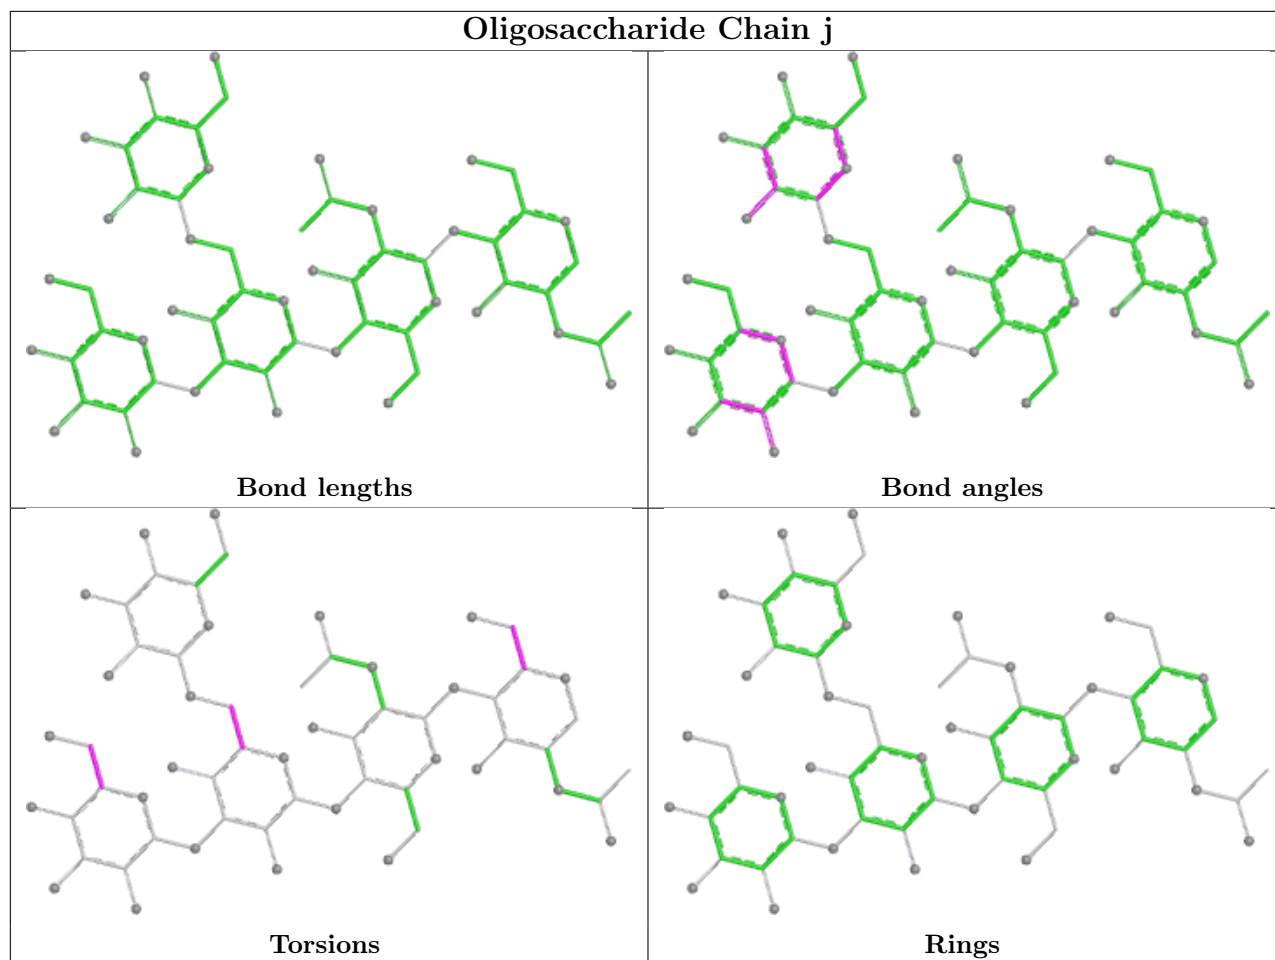 Oligosaccharide Chain j
Bond lengths
Bond angles
Torsions
Rings